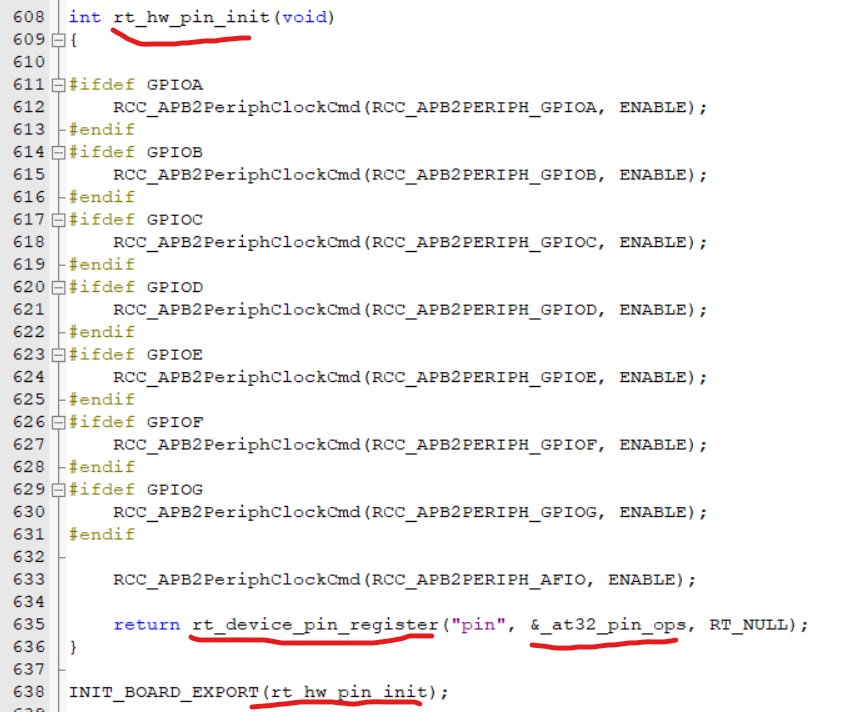 608 int rt_hw_pin_init(void)
609 {
610
611 #ifdef GPIOA
612 RCC_APB2PeriphClockCmd(RCC_APB2PERIPH_GPIOA, ENABLE);
613 #endif
614 #ifdef GPIOB
615 RCC_APB2PeriphClockCmd(RCC_APB2PERIPH_GPIOB, ENABLE);
616 #endif
617 #ifdef GPIOC
618 RCC_APB2PeriphClockCmd(RCC_APB2PERIPH_GPIOC, ENABLE);
619 #endif
620 #ifdef GPIOD
621 RCC_APB2PeriphClockCmd(RCC_APB2PERIPH_GPIOD, ENABLE);
622 #endif
623 #ifdef GPIOE
624 RCC_APB2PeriphClockCmd(RCC_APB2PERIPH_GPIOE, ENABLE);
625 #endif
626 #ifdef GPIOF
627 RCC_APB2PeriphClockCmd(RCC_APB2PERIPH_GPIOF, ENABLE);
628 #endif
629 #ifdef GPIOG
630 RCC_APB2PeriphClockCmd(RCC_APB2PERIPH_GPIOG, ENABLE);
631 #endif
632
633 RCC_APB2PeriphClockCmd(RCC_APB2PERIPH_AFIO, ENABLE);
634
635 return rt_device_pin_register("pin", &_at32_pin_ops, RT_NULL);
636 }
637
638 INIT_BOARD_EXPORT(rt_hw_pin_init);
639